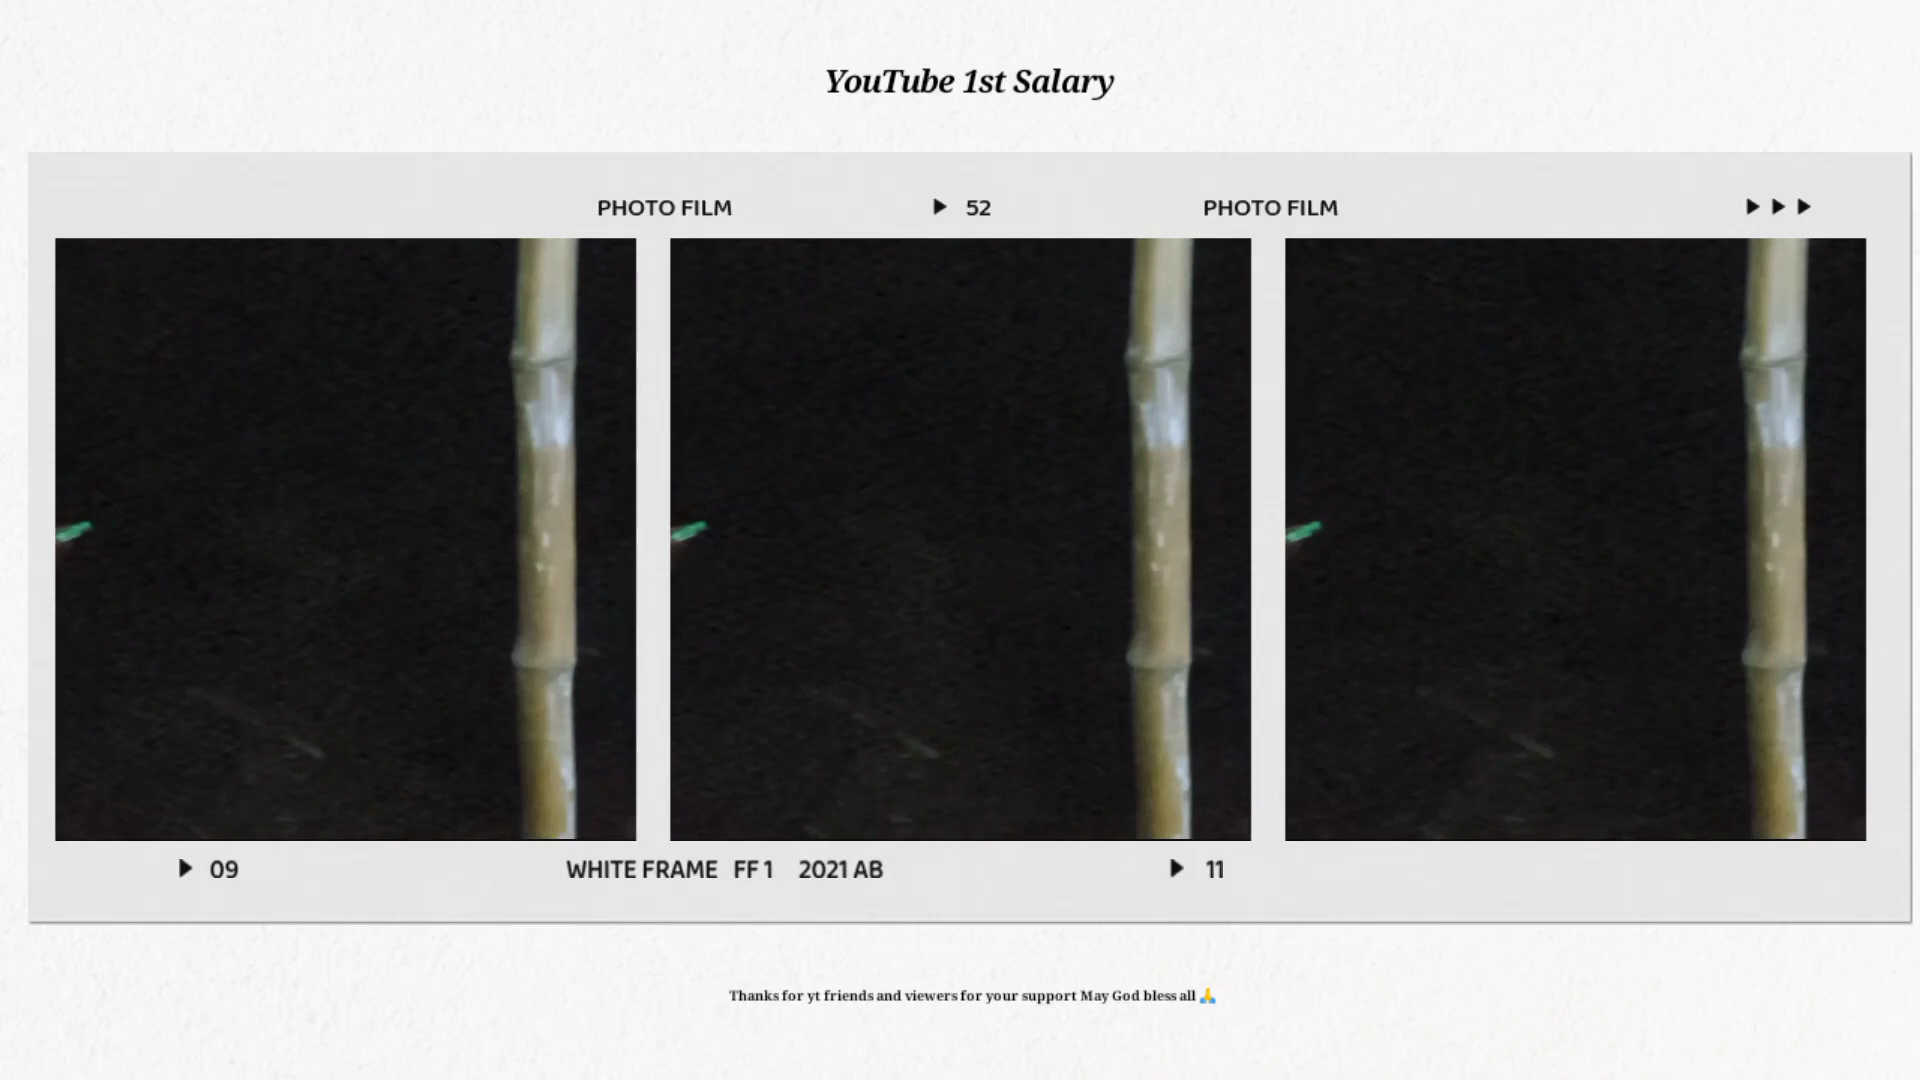 YouTube 1st Salary
PHOTO FILM ▶ 52 PHOTO FILM ▶ ▶ ▶
▶ 09 WHITE FRAME FF 1 2021 AB ▶ 11
Thanks for yt friends and viewers for your support May God bless all 🙏